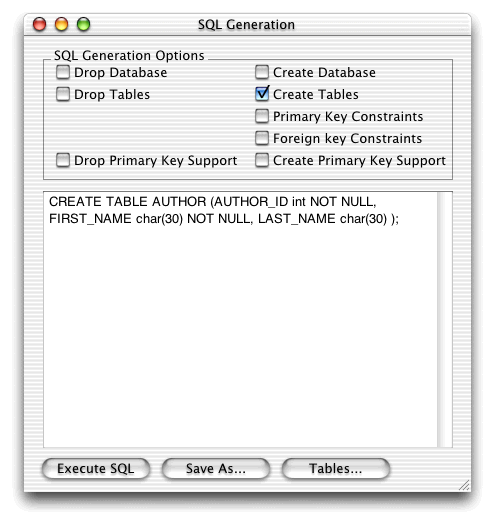 SQL Generation
SQL Generation Options
Drop Database Create Database
Drop Tables Create Tables
Primary Key Constraints
Foreign key Constraints
Drop Primary Key Support Create Primary Key Support
CREATE TABLE AUTHOR (AUTHOR_ID int NOT NULL,
FIRST_NAME char(30) NOT NULL, LAST_NAME char(30) );
Execute SQL Save As... Tables...